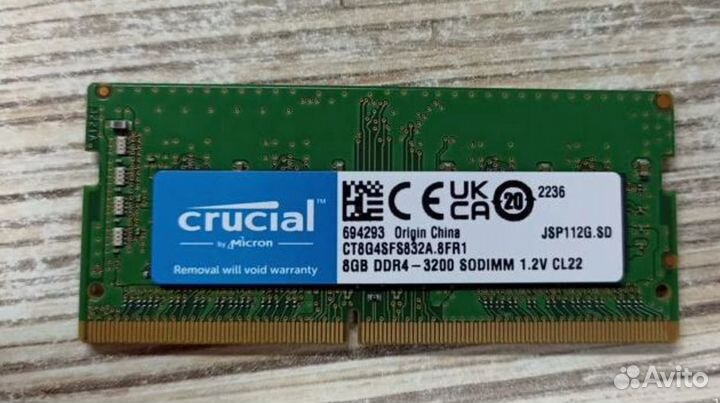 crucial™
by Micron
Removal will void warranty
CE UK CA 20 2236
694293 Origin China JSP112G.SD
CT8G4SFS832A.8FR1
8GB DDR4-3200 SODIMM 1.2V CL22
Avito